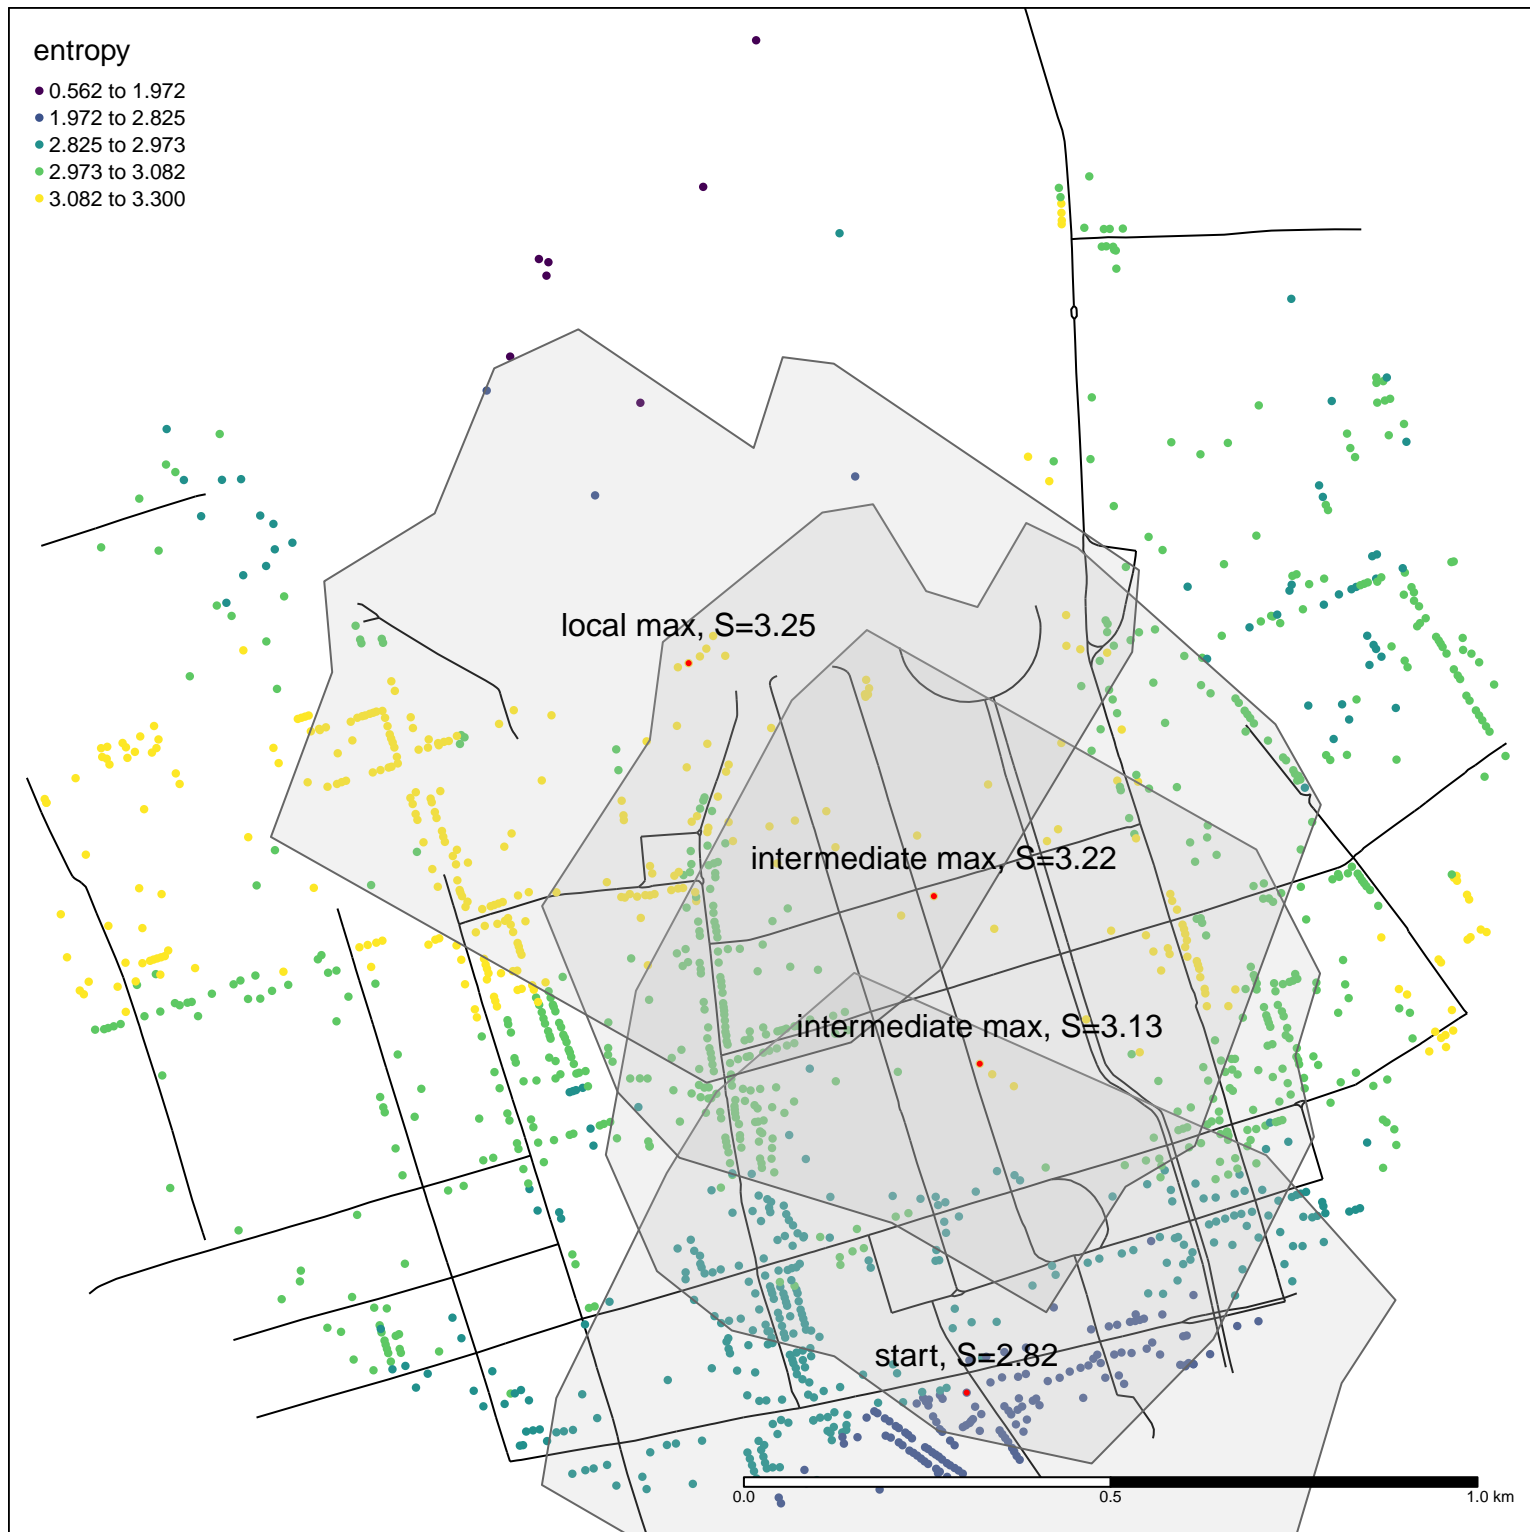 entropy
0.562 to 1.972
1.972 to 2.825
2.825 to 2.973
2.973 to 3.082
3.082 to 3.300
local max, S=3.25
intermediate max, S=3.22
intermediate max, S=3.13
start, S=2.82
0.0 0.5 1.0 km